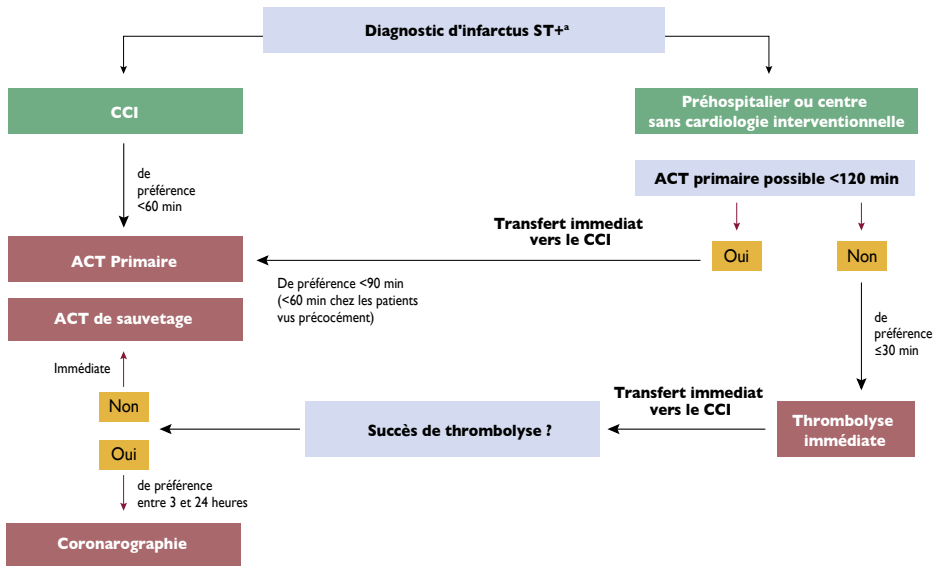 Diagnostic d'infarctus ST+ᵃ
CCI
Préhospitalier ou centre
sans cardiologie interventionnelle
de
préférence
<60 min
ACT primaire possible <120 min
Transfert immediat
vers le CCI
Oui
Non
ACT Primaire
De préférence <90 min
(<60 min chez les patients
vus précocément)
ACT de sauvetage
de
préférence
≤30 min
Immédiate
Non
Transfert immediat
vers le CCI
Succès de thrombolyse ?
Thrombolyse
immédiate
Oui
de préférence
entre 3 et 24 heures
Coronarographie